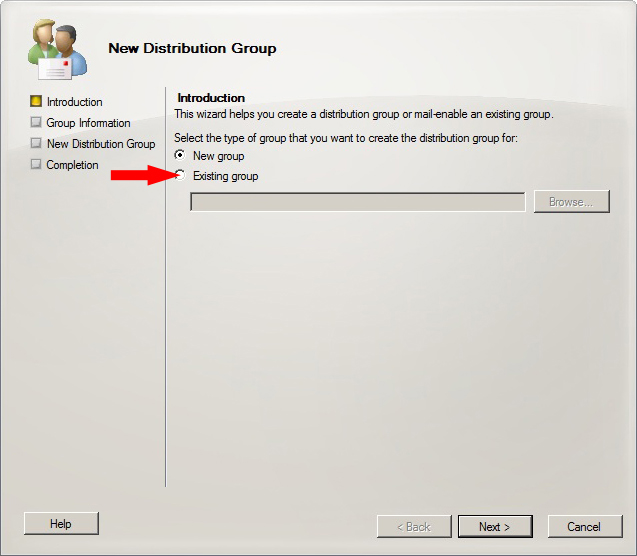 New Distribution Group
Introduction
Group Information
New Distribution Group
Completion
Introduction
This wizard helps you create a distribution group or mail-enable an existing group.
Select the type of group that you want to create the distribution group for:
New group
Existing group
Browse...
Help
< Back
Next >
Cancel